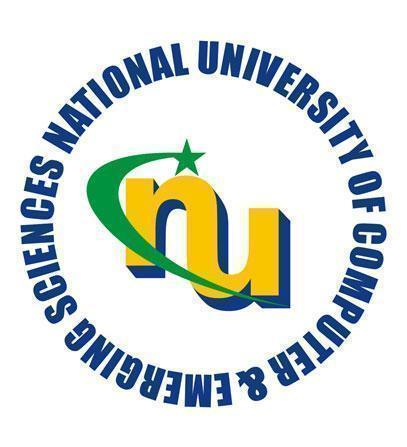 NATIONAL UNIVERSITY OF COMPUTER & EMERGING SCIENCES
nu